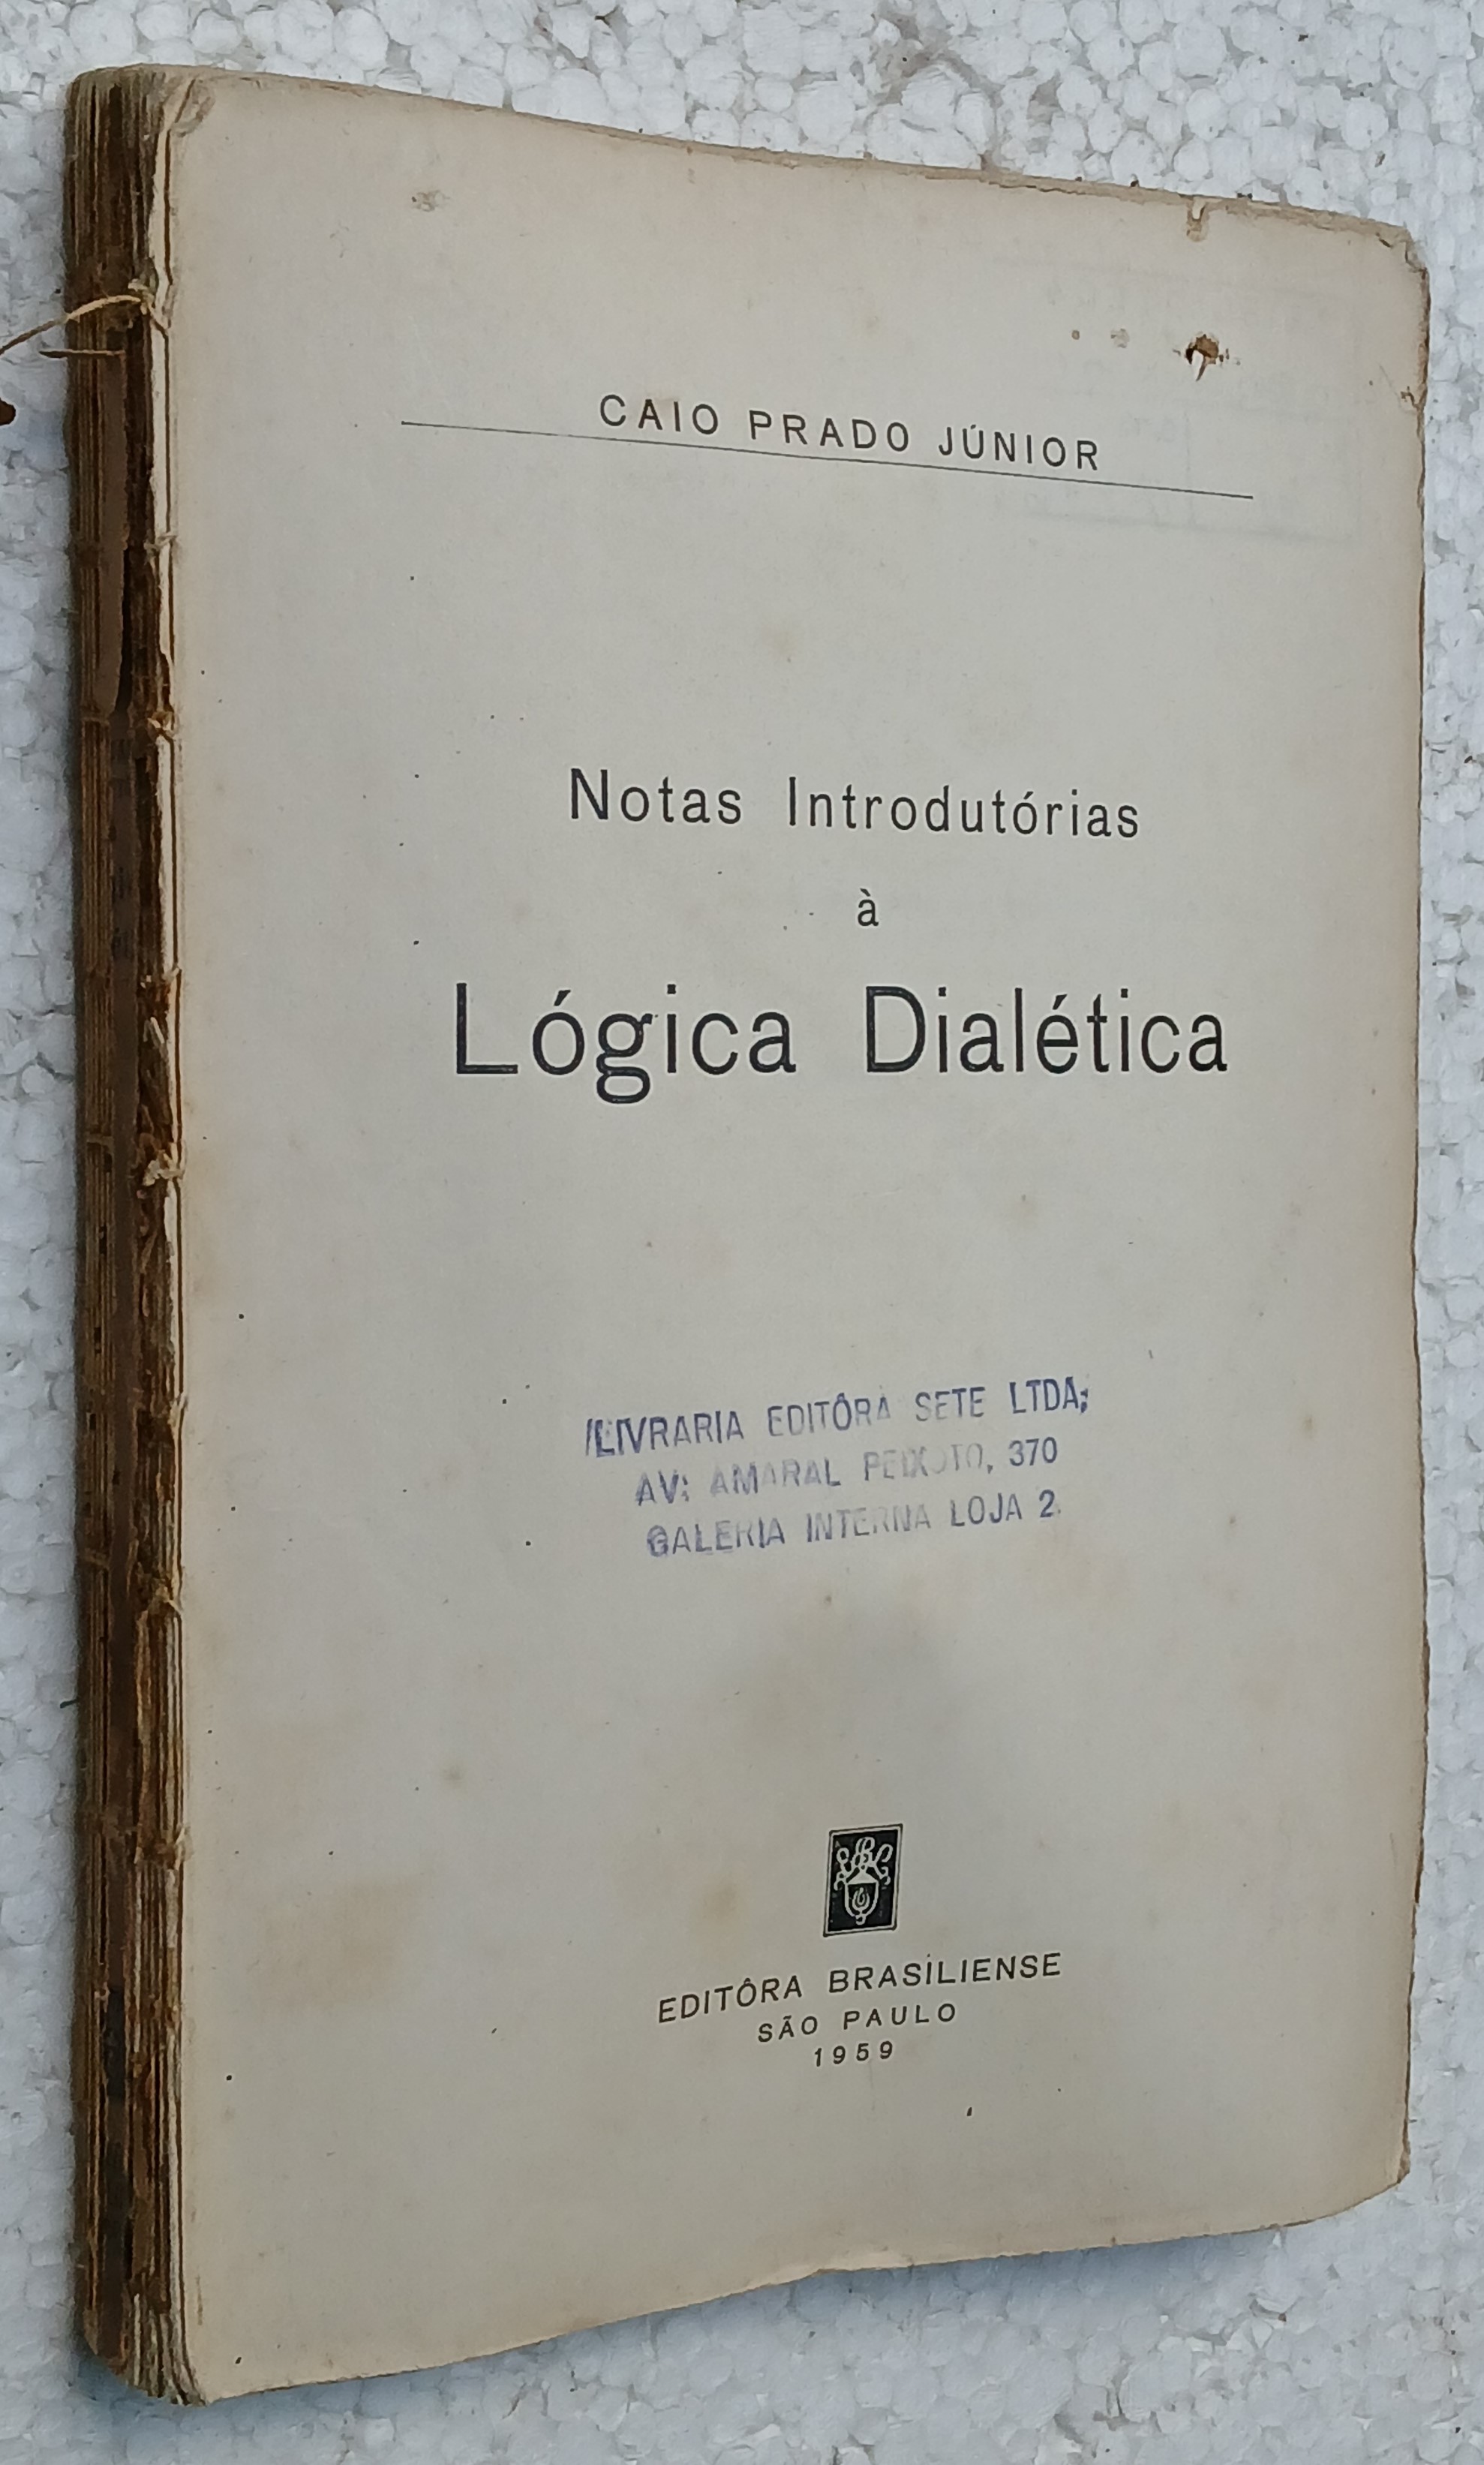 CAIO PRADO JÚNIOR
Notas Introdutórias
à
Lógica Dialética
LIVRARIA EDITÔRA SETE LTDA;
AV: AMARAL PEIXOTO, 370
GALERIA INTERNA LOJA 2
EDITÔRA BRASILIENSE
SÃO PAULO
1959